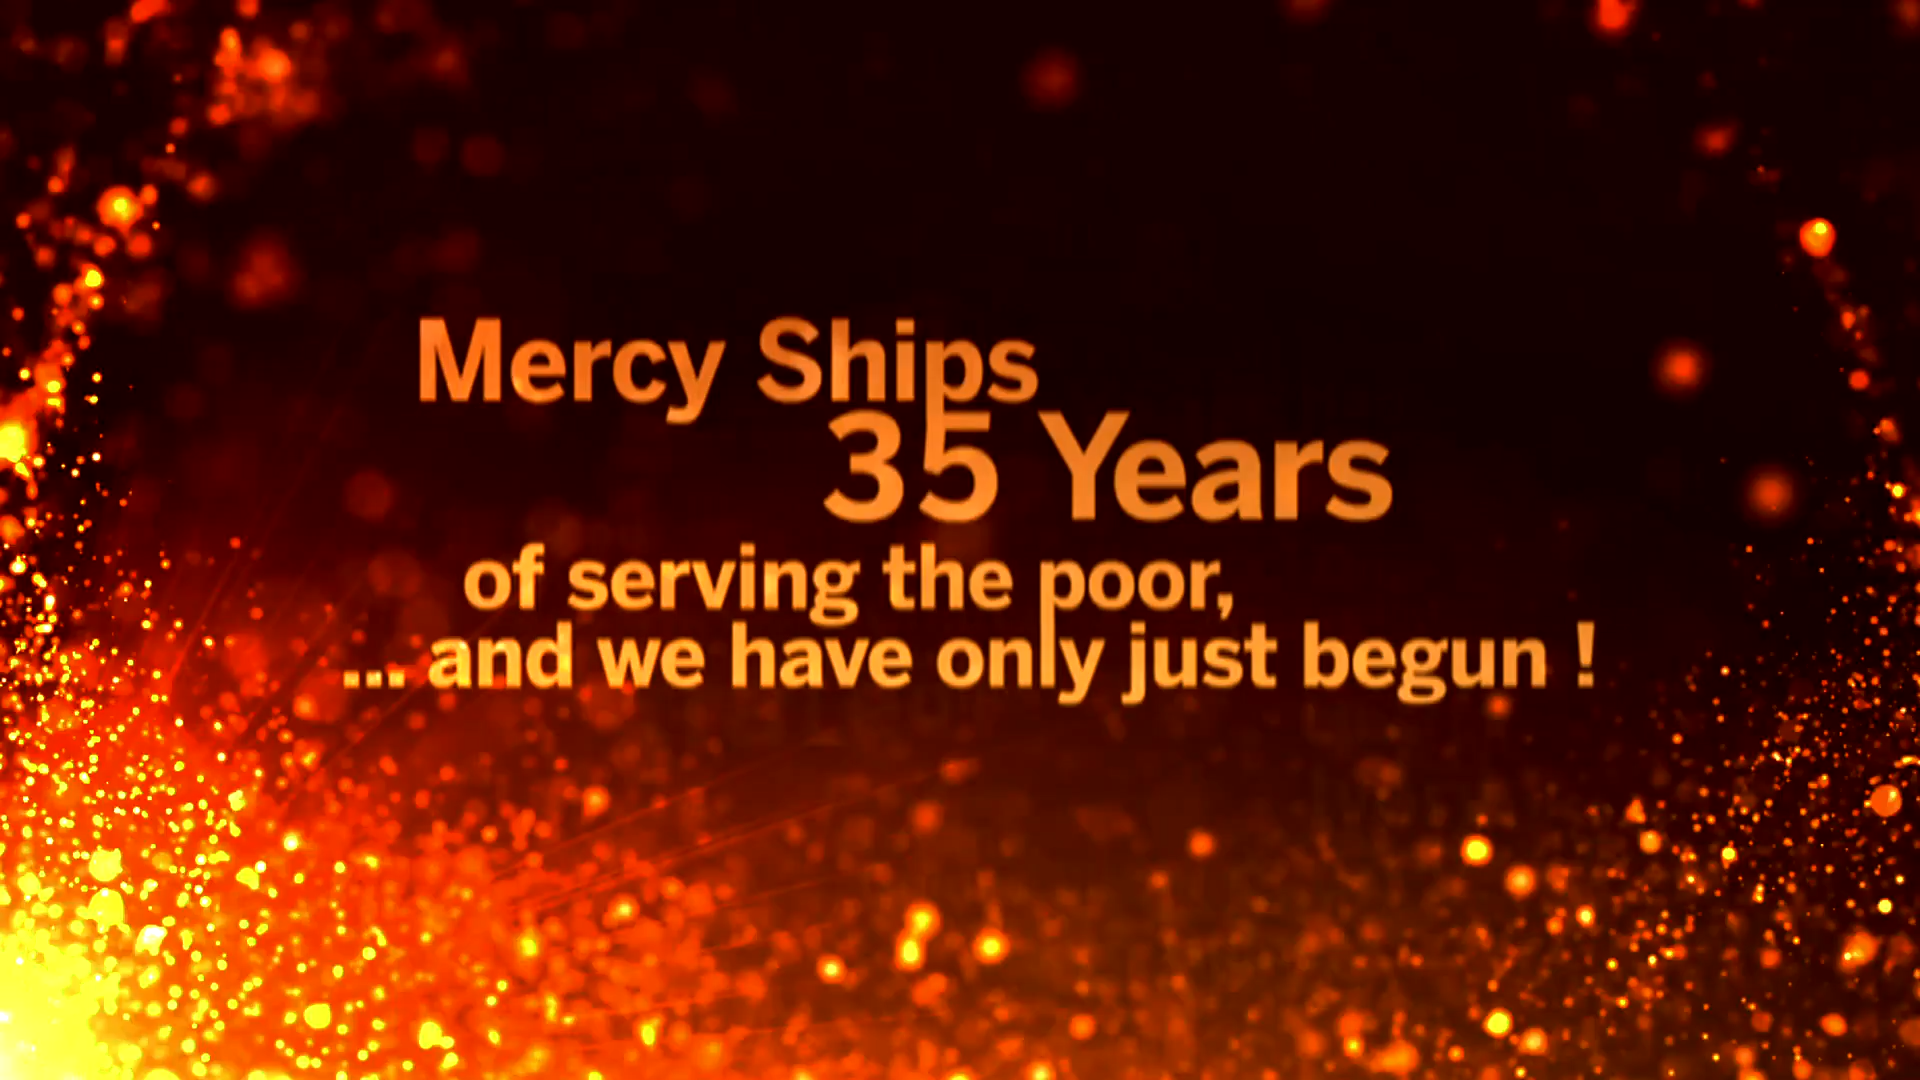 Mercy Ships
35 Years
of serving the poor,
... and we have only just begun !